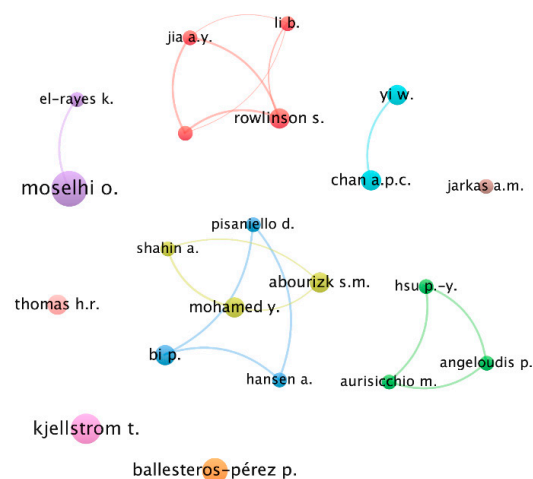 li b.
jia a.y.
el-rayes k.
yi w.
rowlinson s.
moselhi o.
chan a.p.c.
jarkas a.m.
pisaniello d.
shahin a.
abourizk s.m.
hsu p.-y.
thomas h.r.
mohamed y.
bi p.
angeloudis p.
hansen a.
aurisicchio m.
kjellstrom t.
ballesteros-pérez p.